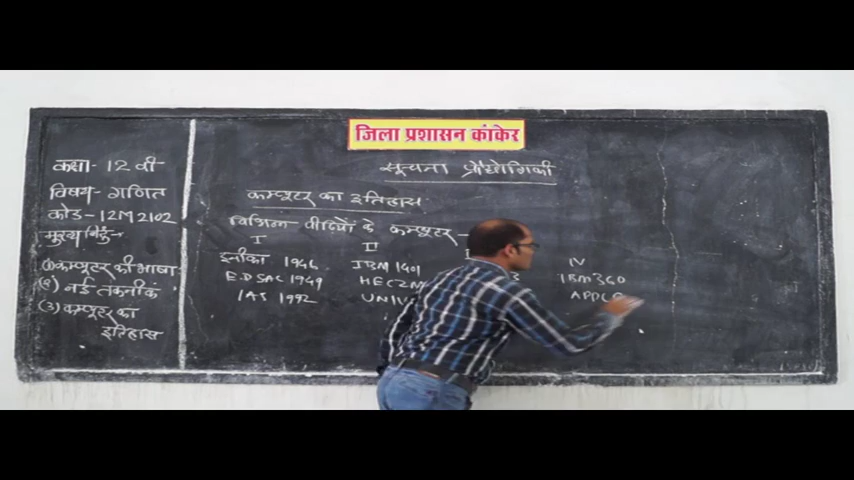 जिला प्रशासन कांकेर
कक्षा - 12 वी
विषय - गणित
कोड - 12M2102
मुख्य बिंदु →
(1) कम्प्यूटर की भाषा
(2) नई तकनीकं
(3) कम्प्यूटर का
इतिहास
सूचना प्रौद्योगिकी
कम्प्यूटर का इतिहास
विभिन्न पीढ़ियों के कम्प्यूटर -
I II IV
इनीका 1946 IBM 1401 IBM 360
EDSAC 1949
IAS 1952